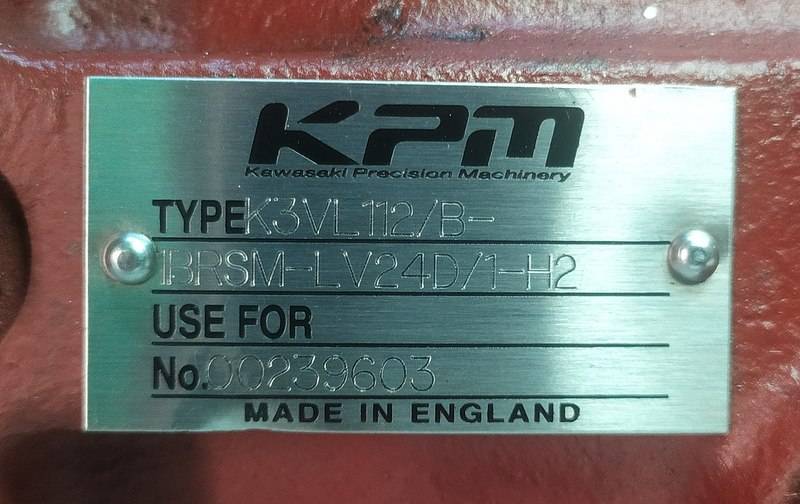 KPM
Kawasaki Precision Machinery
TYPE K3VL112/B-
1BRSM-LV24D/1-H2
USE FOR
No. 00239603
MADE IN ENGLAND